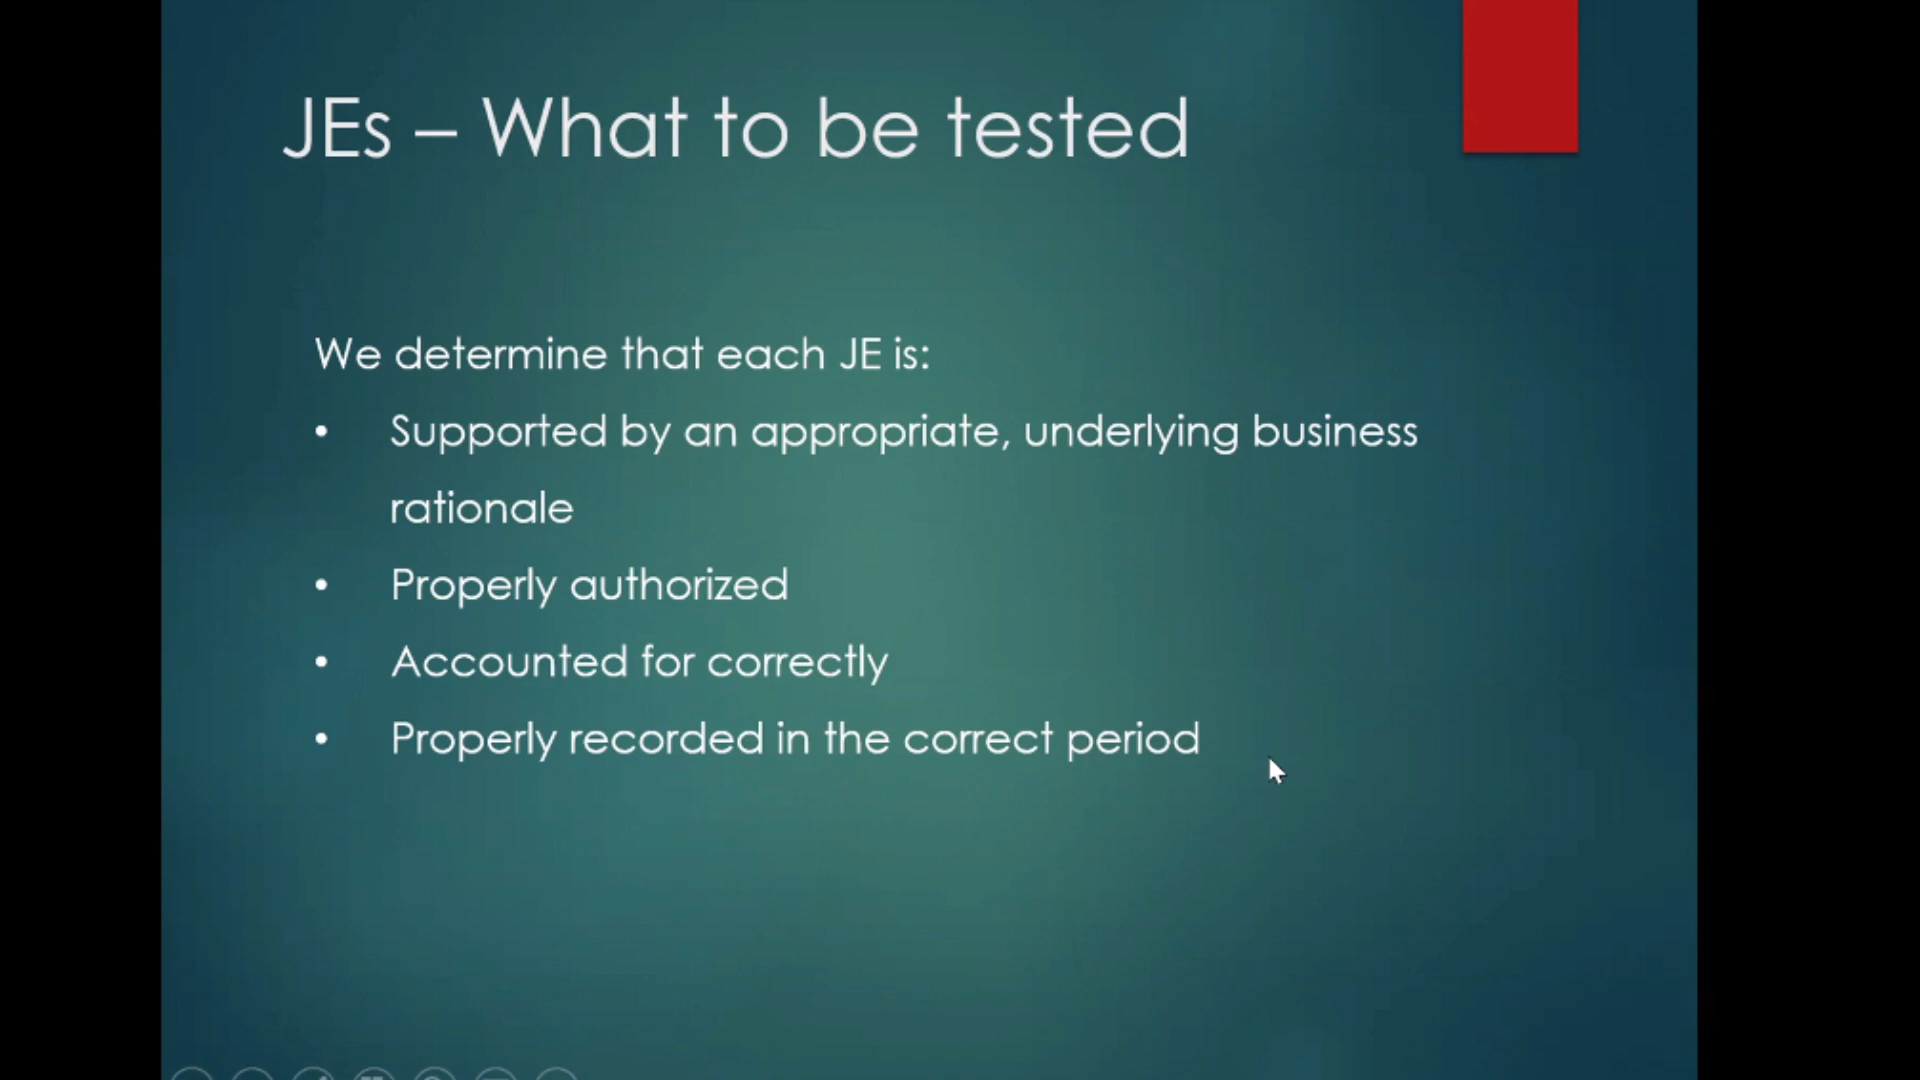 JEs – What to be tested
We determine that each JE is:
• Supported by an appropriate, underlying business
rationale
• Properly authorized
• Accounted for correctly
• Properly recorded in the correct period